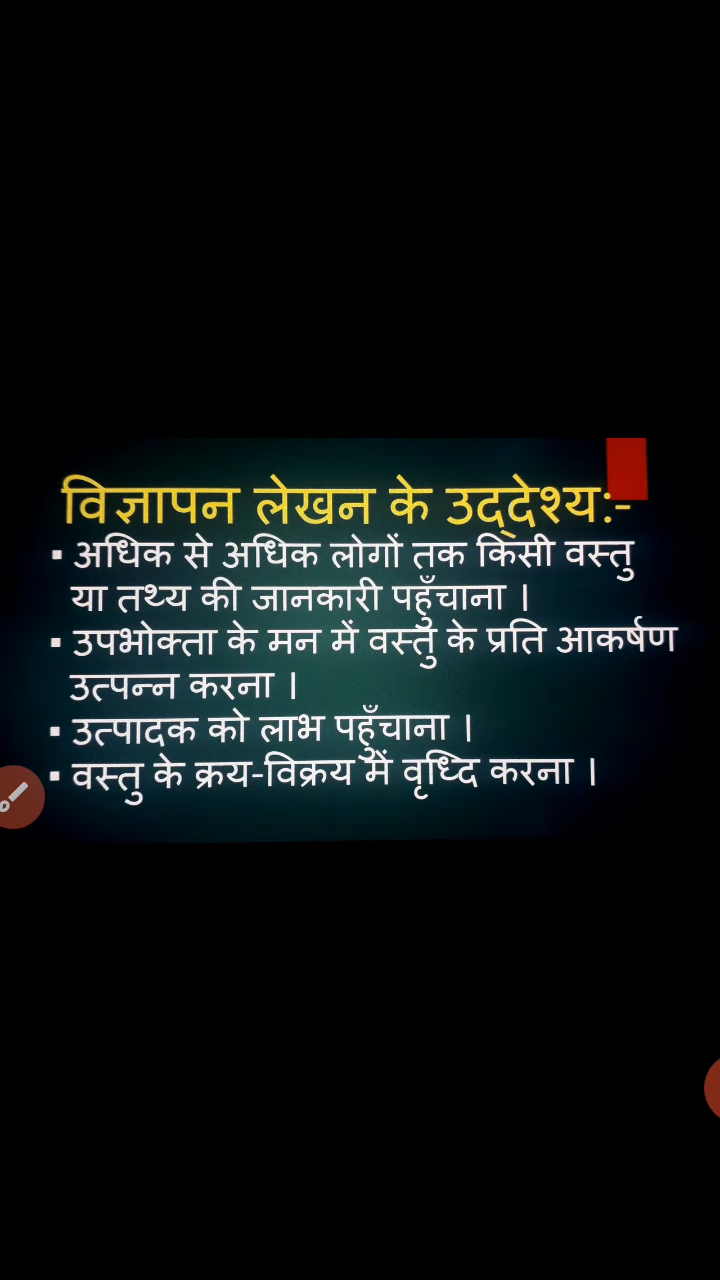 विज्ञापन लेखन के उद्‌देश्य:-
▪ अधिक से अधिक लोगों तक किसी वस्तु
या तथ्य की जानकारी पहुँचाना ।
▪ उपभोक्ता के मन में वस्तु के प्रति आकर्षण
उत्पन्न करना ।
▪ उत्पादक को लाभ पहुँचाना ।
▪ वस्तु के क्रय-विक्रय में वृध्दि करना ।